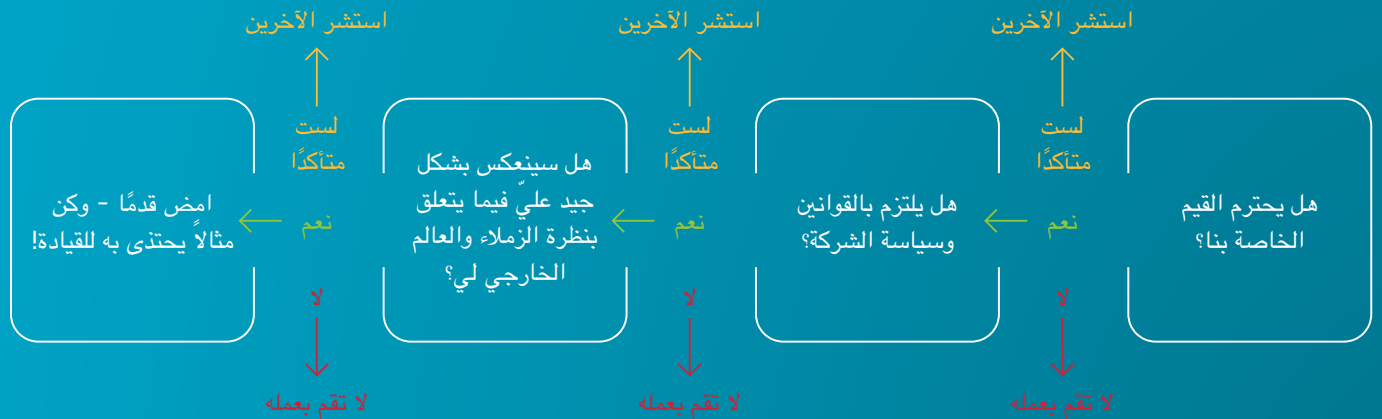 هل يحترم القيم
الخاصة بنا؟
استشر الآخرين
لست
متأكدًا
نعم
لا
لا تقم بعمله
هل يلتزم بالقوانين
وسياسة الشركة؟
استشر الآخرين
لست
متأكدًا
نعم
لا
لا تقم بعمله
هل سينعكس بشكل
جيد عليّ فيما يتعلق
بنظرة الزملاء والعالم
الخارجي لي؟
استشر الآخرين
لست
متأكدًا
نعم
لا
لا تقم بعمله
امض قدمًا - وكن
مثالاً يحتذى به للقيادة!